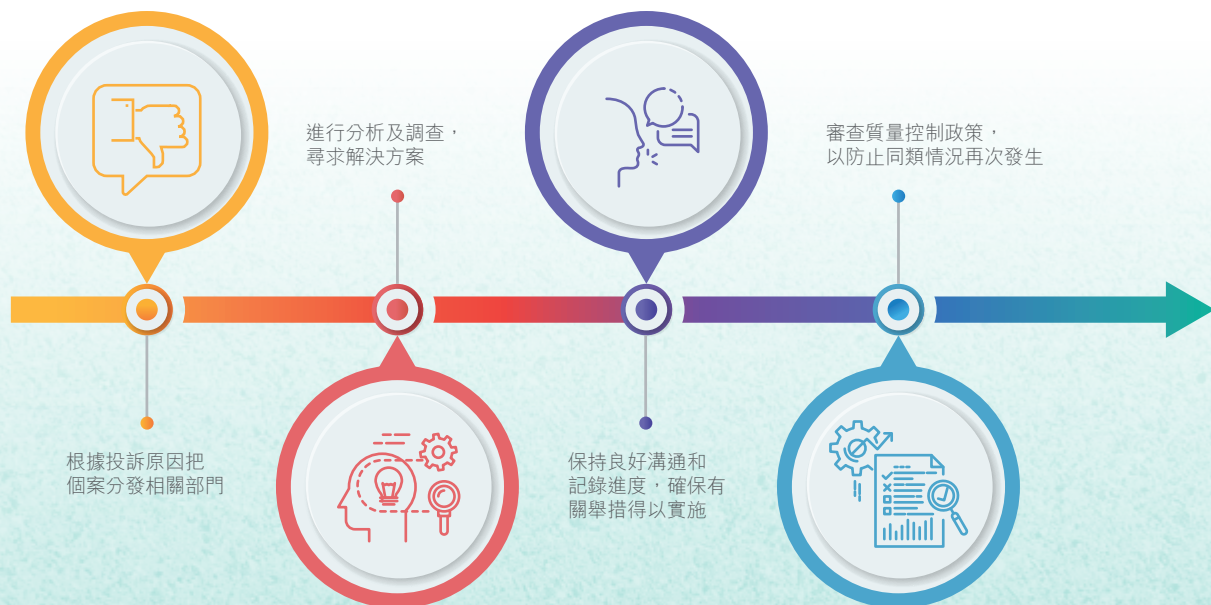 根據投訴原因把
個案分發相關部門
進行分析及調查，
尋求解決方案
保持良好溝通和
記錄進度，確保有
關舉措得以實施
審查質量控制政策，
以防止同類情況再次發生